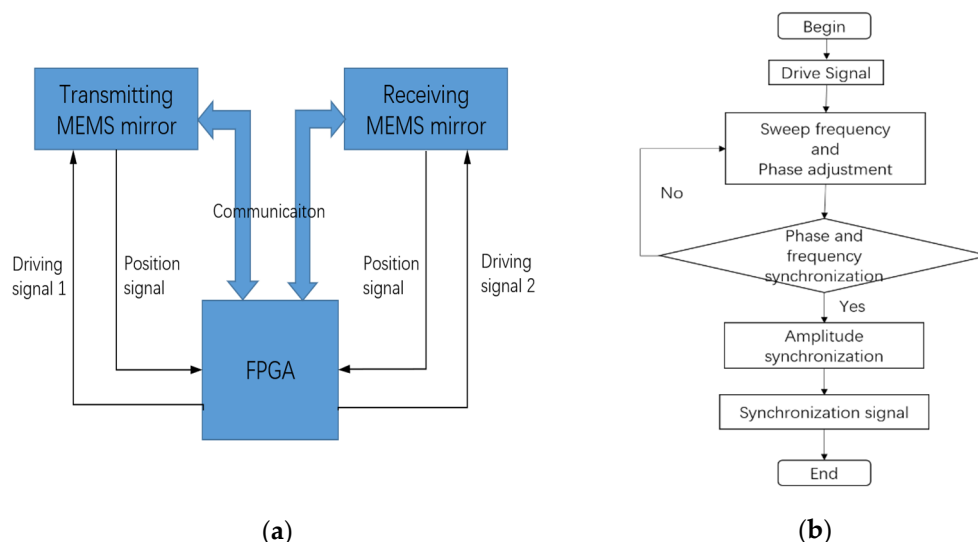 Transmitting
MEMS mirror
Receiving
MEMS mirror
Communicaiton
Driving
signal 1
Position
signal
Position
signal
Driving
signal 2
FPGA
(a)
Begin
Drive Signal
Sweep frequency
and
Phase adjustment
No
Phase and
frequency
synchronization
Yes
Amplitude
synchronization
Synchronization signal
End
(b)